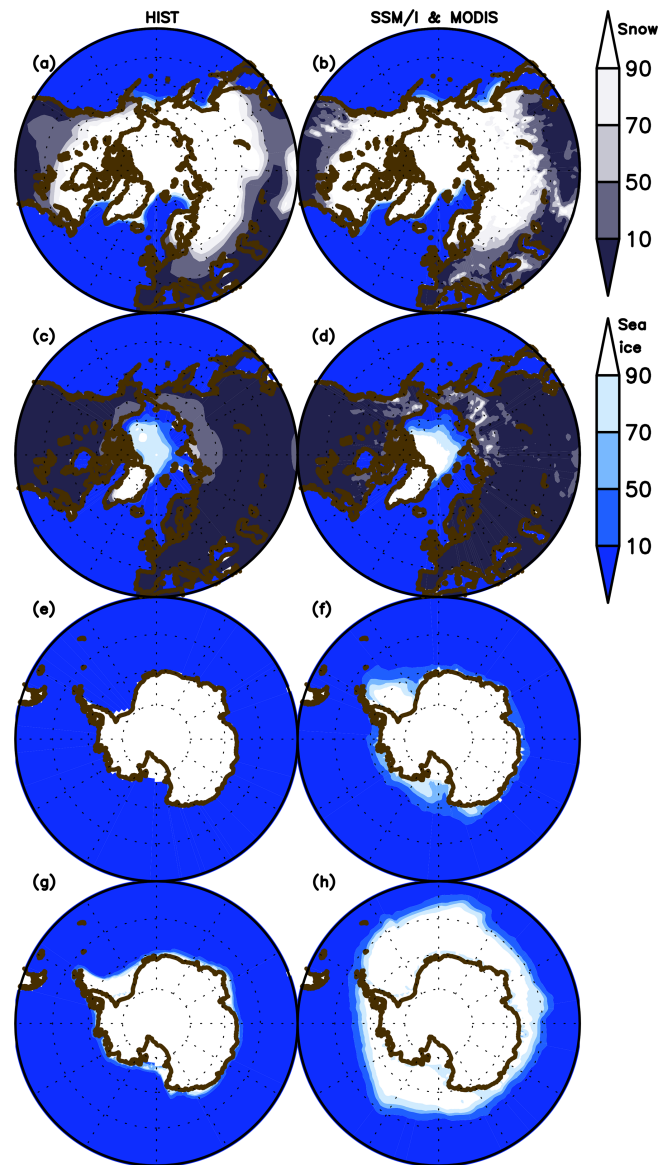 HIST
SSM/I & MODIS
Snow
(a)
(b)
90
70
50
10
(c)
(d)
Sea
ice
90
70
50
10
(e)
(f)
(g)
(h)